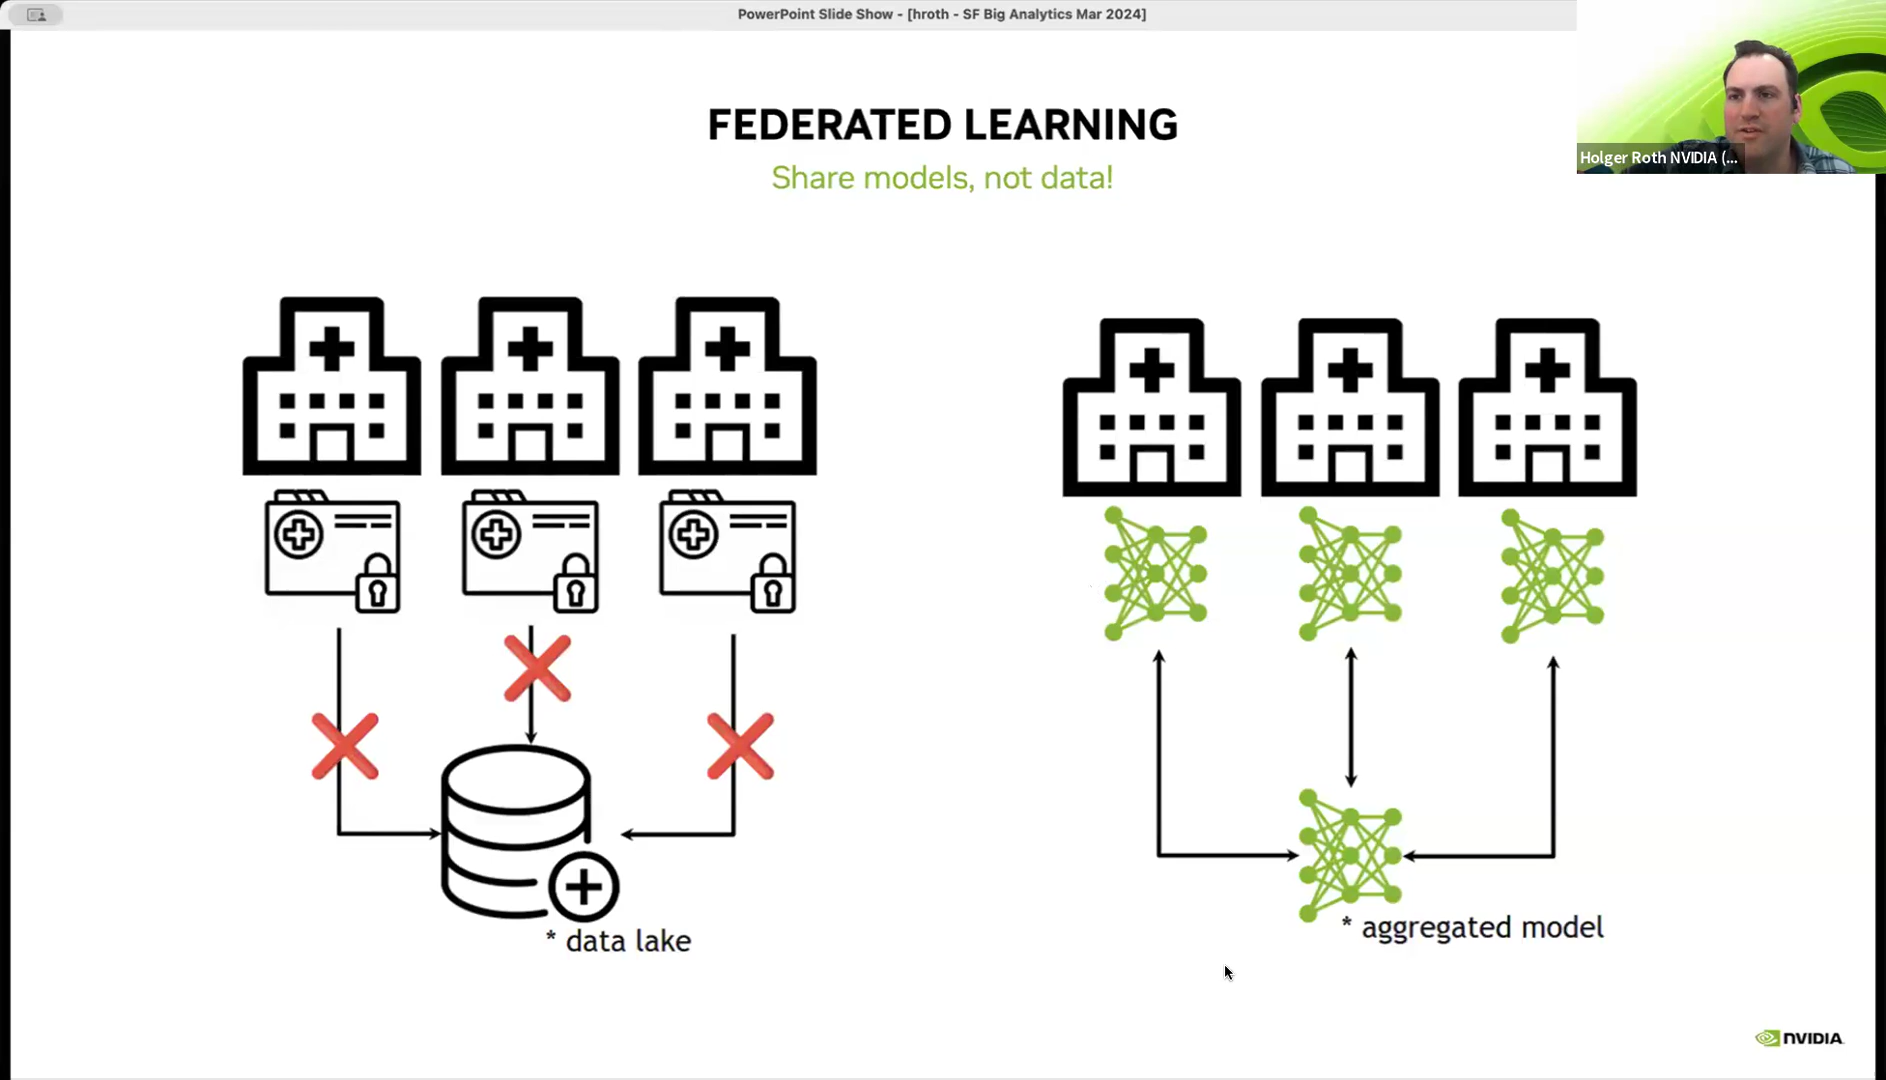 PowerPoint Slide Show - [hroth - SF Big Analytics Mar 2024]
Holger Roth NVIDIA (...
FEDERATED LEARNING
Share models, not data!
* data lake
* aggregated model
NVIDIA